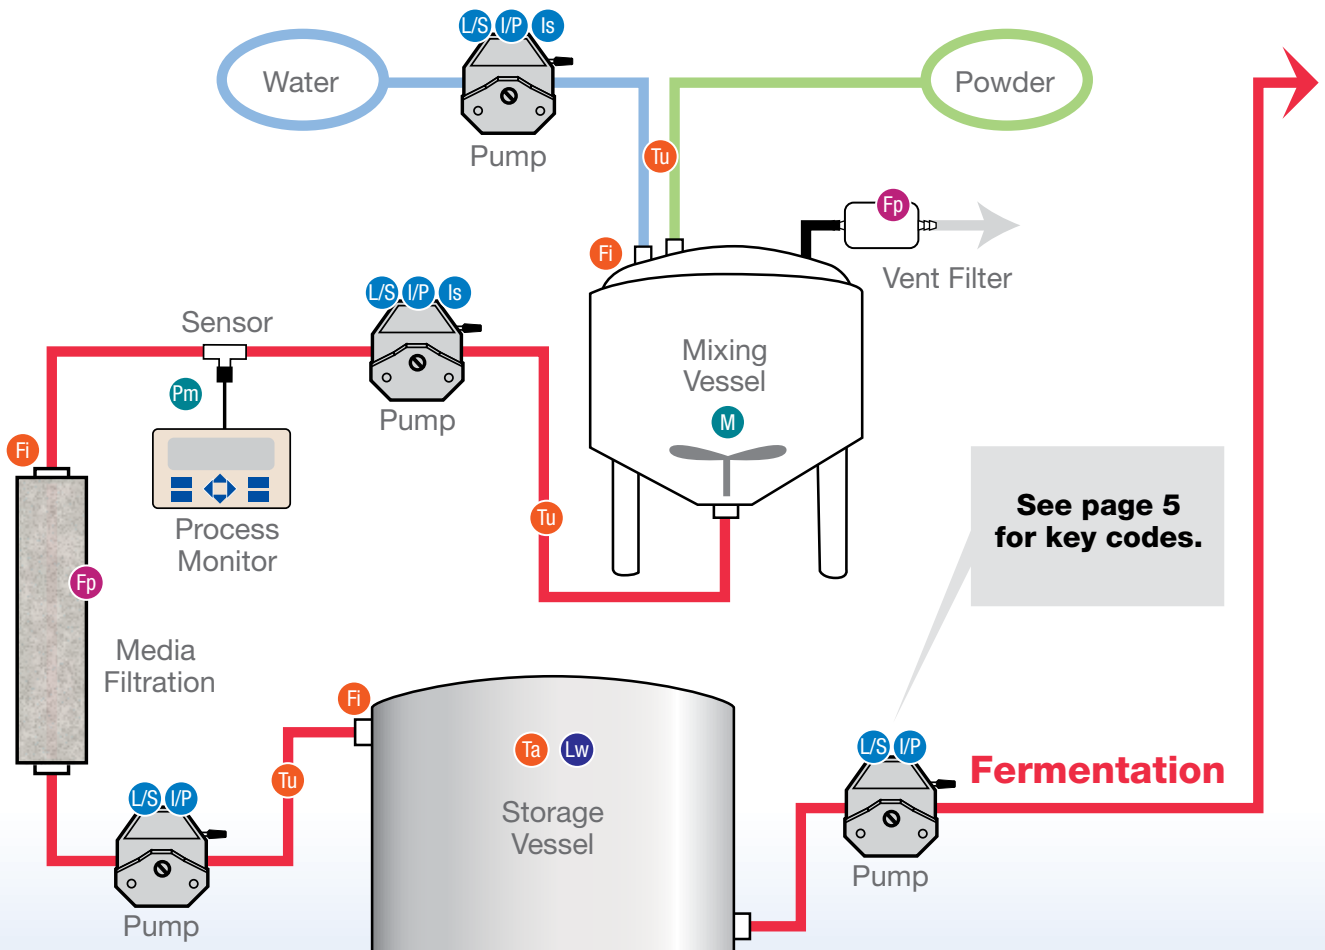 L/S I/P Is
Water
Powder
Pump
Tu
Fp
Fi
Vent Filter
L/S I/P Is
Sensor
Mixing
Vessel
Pm
Pump
M
Fi
See page 5
for key codes.
Process
Monitor
Tu
Fp
Media
Filtration
Fi
Ta Lw
L/S I/P
Fermentation
Tu
L/S I/P
Storage
Vessel
Pump
Pump